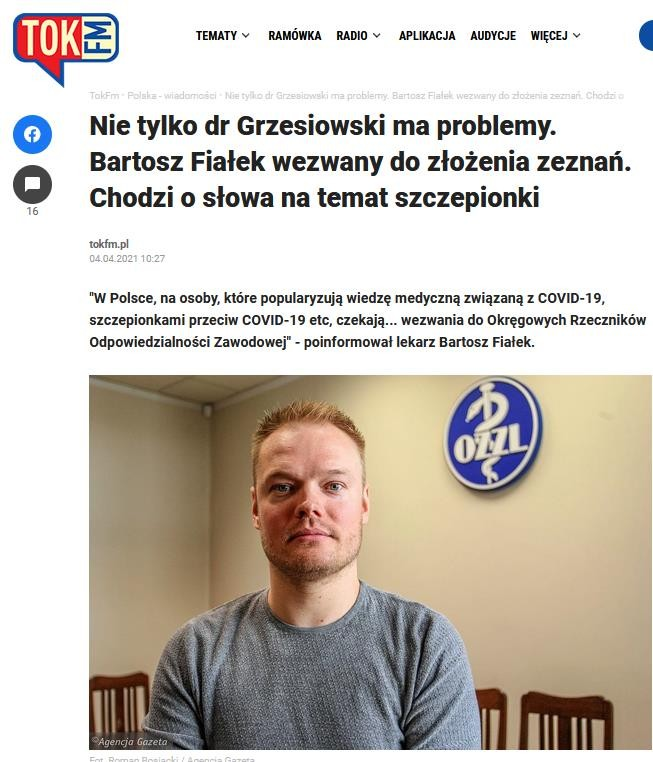 TOK FM
TEMATY RAMÓWKA RADIO APLIKACJA AUDYCJE WIĘCEJ
TokFm · Polska - wiadomości · Nie tylko dr Grzesiowski ma problemy. Bartosz Fiałek wezwany do złożenia zeznań. Chodzi o
Nie tylko dr Grzesiowski ma problemy.
Bartosz Fiałek wezwany do złożenia zeznań.
Chodzi o słowa na temat szczepionki
16
tokfm.pl
04.04.2021 10:27
"W Polsce, na osoby, które popularyzują wiedzę medyczną związaną z COVID-19,
szczepionkami przeciw COVID-19 etc, czekają... wezwania do Okręgowych Rzeczników
Odpowiedzialności Zawodowej" - poinformował lekarz Bartosz Fiałek.
OZZL
©Agencja Gazeta
Fot. Roman Bosiacki / Agencja Gazeta